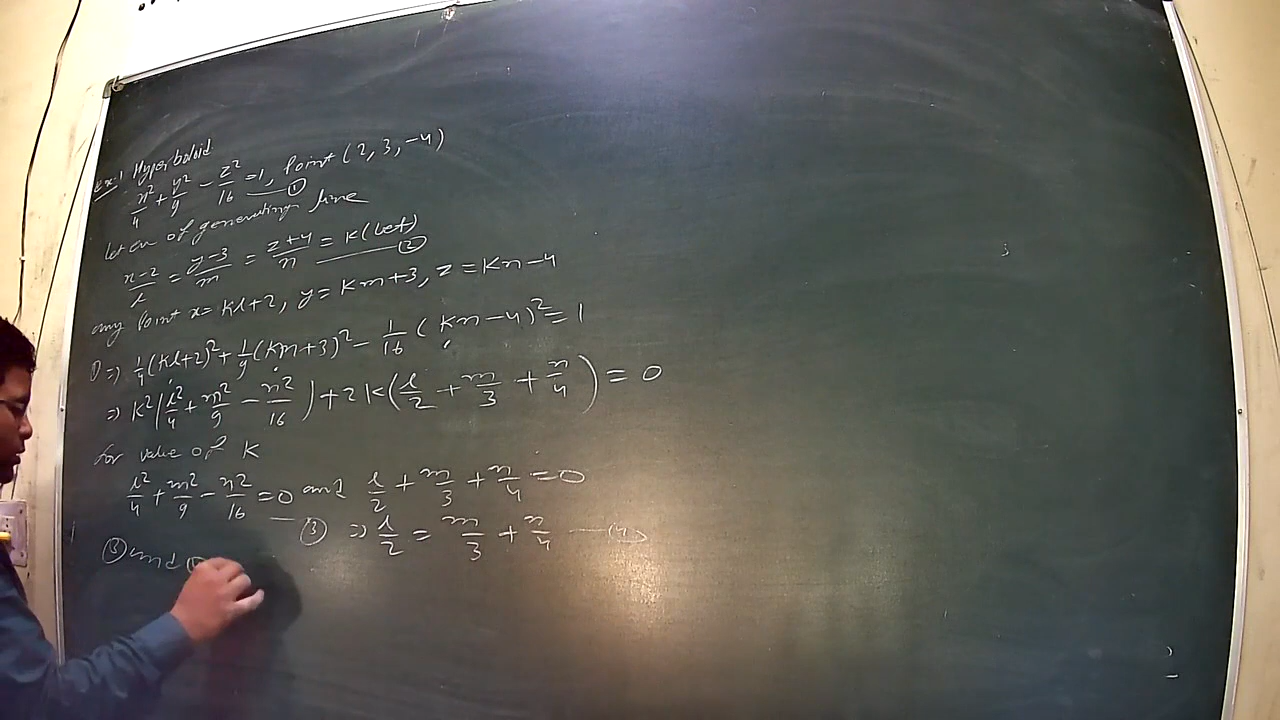 Ex-1 Hyperboloid
x²/4 + y²/9 - z²/16 = 1, Point (2, 3, -4) — ①
let en of generating line
x-2/l = y-3/m = z+4/n = K (let) — ②
any Point x = Kl+2, y = Km+3, z = Kn-4
① => 1/4 (Kl+2)² + 1/9 (Km+3)² - 1/16 (Kn-4)² = 1
=> K² (l²/4 + m²/9 - n²/16) + 2K (l/2 + m/3 + n/4) = 0
for value of K
l²/4 + m²/9 - n²/16 = 0 and l/2 + m/3 + n/4 = 0
— ③ => l/2 = m/3 + n/4 — (4)
③ and